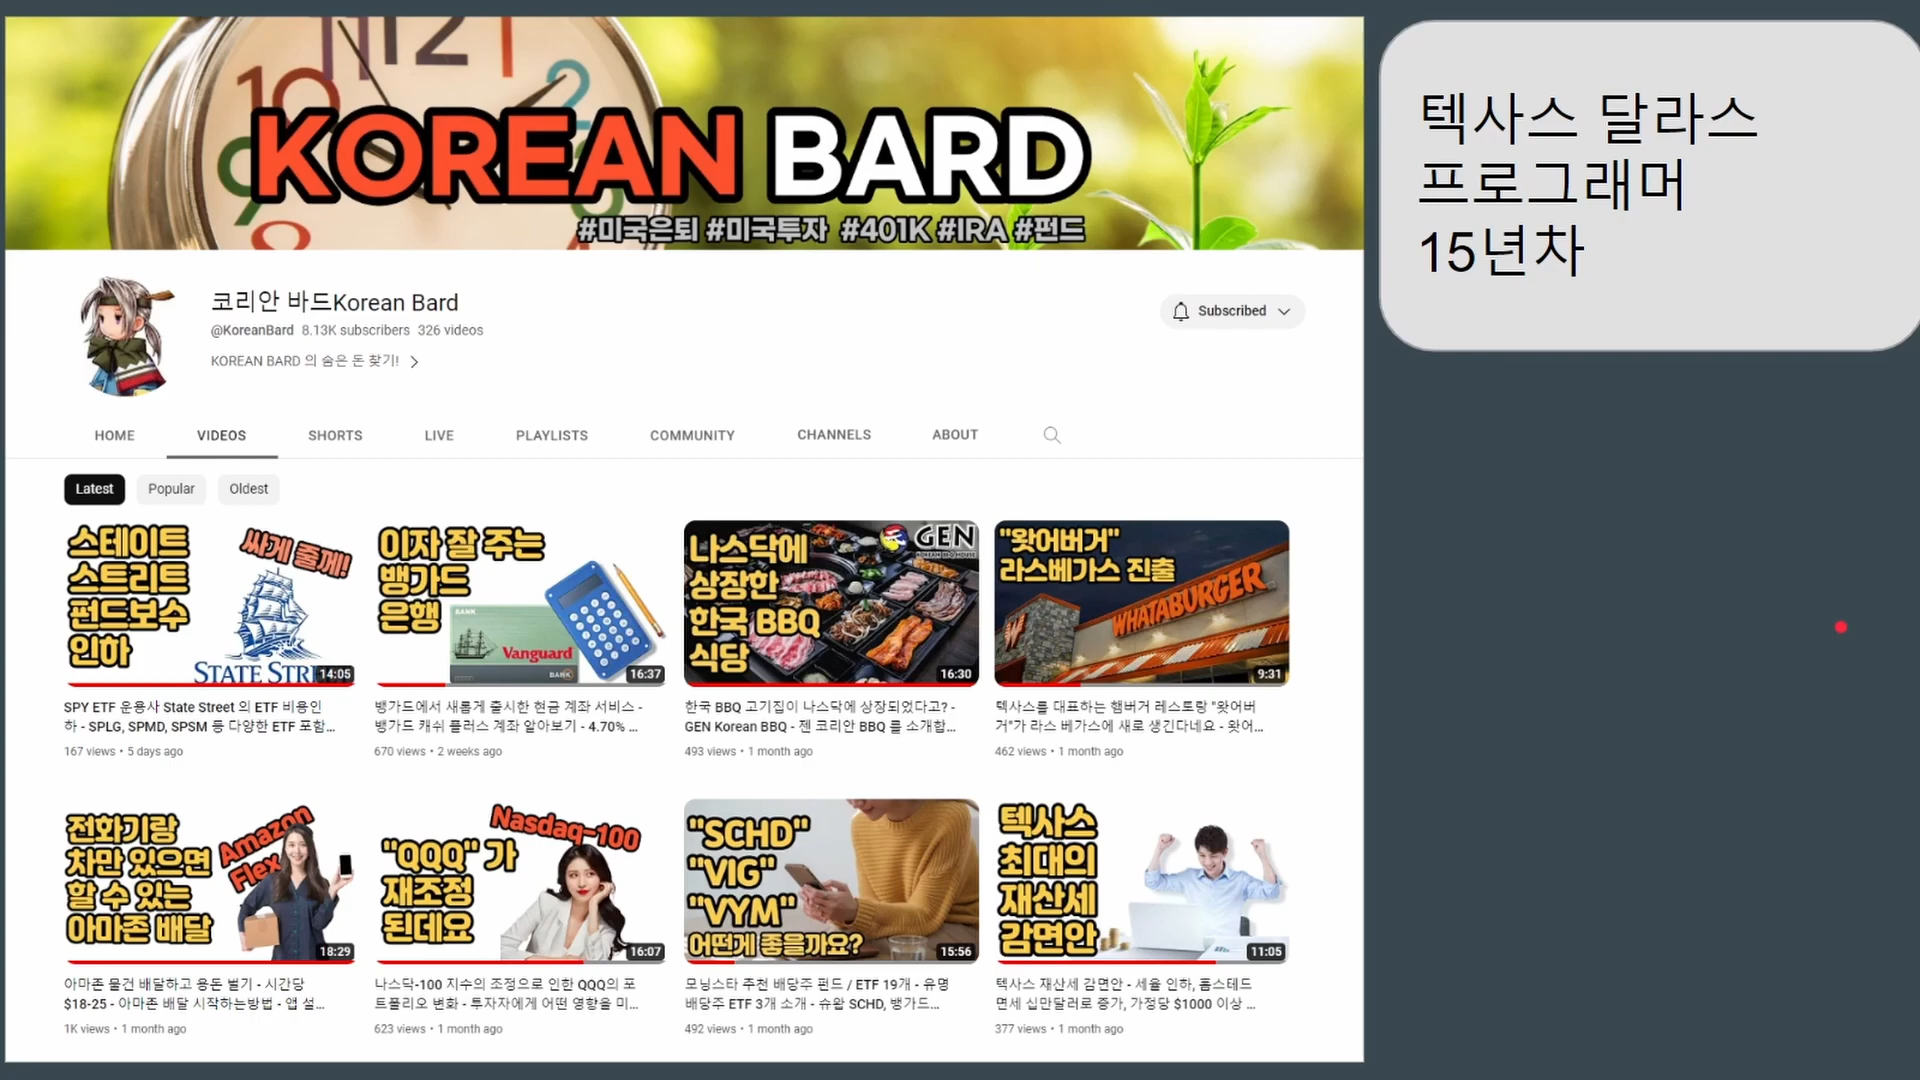 KOREAN BARD
#미국은퇴 #미국투자 #401K #IRA #펀드
텍사스 달라스
프로그래머
15년차
코리안 바드Korean Bard
@KoreanBard 8.13K subscribers 326 videos
KOREAN BARD 의 숨은 돈 찾기!
Subscribed
HOME VIDEOS SHORTS LIVE PLAYLISTS COMMUNITY CHANNELS ABOUT
Latest Popular Oldest
스테이트
스트리트
펀드보수
인하
싸게 줄께!
STATE STR
14:05
SPY ETF 운용사 State Street 의 ETF 비용인
하 - SPLG, SPMD, SPSM 등 다양한 ETF 포함...
167 views • 5 days ago
이자 잘 주는
뱅가드
은행
BANK
Vanguard
BANK
16:37
뱅가드에서 새롭게 출시한 현금 계좌 서비스 -
뱅가드 캐쉬 플러스 계좌 알아보기 - 4.70% ...
670 views • 2 weeks ago
나스닥에
상장한
한국 BBQ
식당
GEN
KOREAN BBQ HOUSE
16:30
한국 BBQ 고기집이 나스닥에 상장되었다고? -
GEN Korean BBQ - 젠 코리안 BBQ 를 소개합...
493 views • 1 month ago
"왓어버거"
라스베가스 진출
WHATABURGER
9:31
텍사스를 대표하는 햄버거 레스토랑 "왓어버
거"가 라스 베가스에 새로 생긴다네요 - 왓어...
462 views • 1 month ago
전화기랑
차만 있으면
할 수 있는
아마존 배달
Amazon
Flex
18:29
아마존 물건 배달하고 용돈 벌기 - 시간당
$18-25 - 아마존 배달 시작하는방법 - 앱 설...
1K views • 1 month ago
Nasdaq-100
"QQQ" 가
재조정
된데요
16:07
나스닥-100 지수의 조정으로 인한 QQQ의 포
트폴리오 변화 - 투자자에게 어떤 영향을 미...
623 views • 1 month ago
"SCHD"
"VIG"
"VYM"
어떤게 좋을까요?
15:56
모닝스타 추천 배당주 펀드 / ETF 19개 - 유명
배당주 ETF 3개 소개 - 슈왑 SCHD, 뱅가드...
492 views • 1 month ago
텍사스
최대의
재산세
감면안
11:05
텍사스 재산세 감면안 - 세율 인하, 홈스테드
면세 십만달러로 증가, 가정당 $1000 이상 ...
377 views • 1 month ago